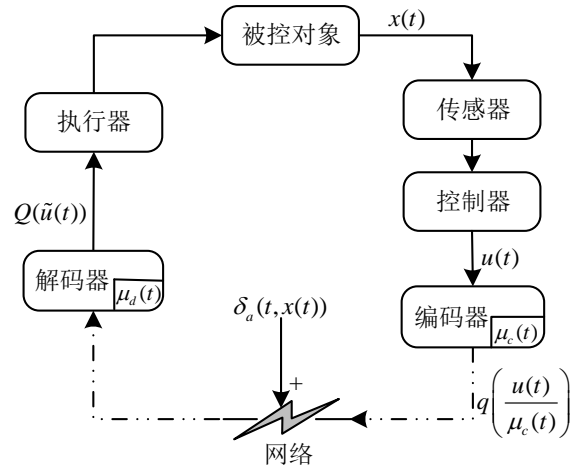 被控对象
x(t)
传感器
控制器
u(t)
编码器
μ_c(t)
q(u(t)/μ_c(t))
δ_a(t,x(t))
+
网络
解码器
μ_d(t)
Q(ũ(t))
执行器